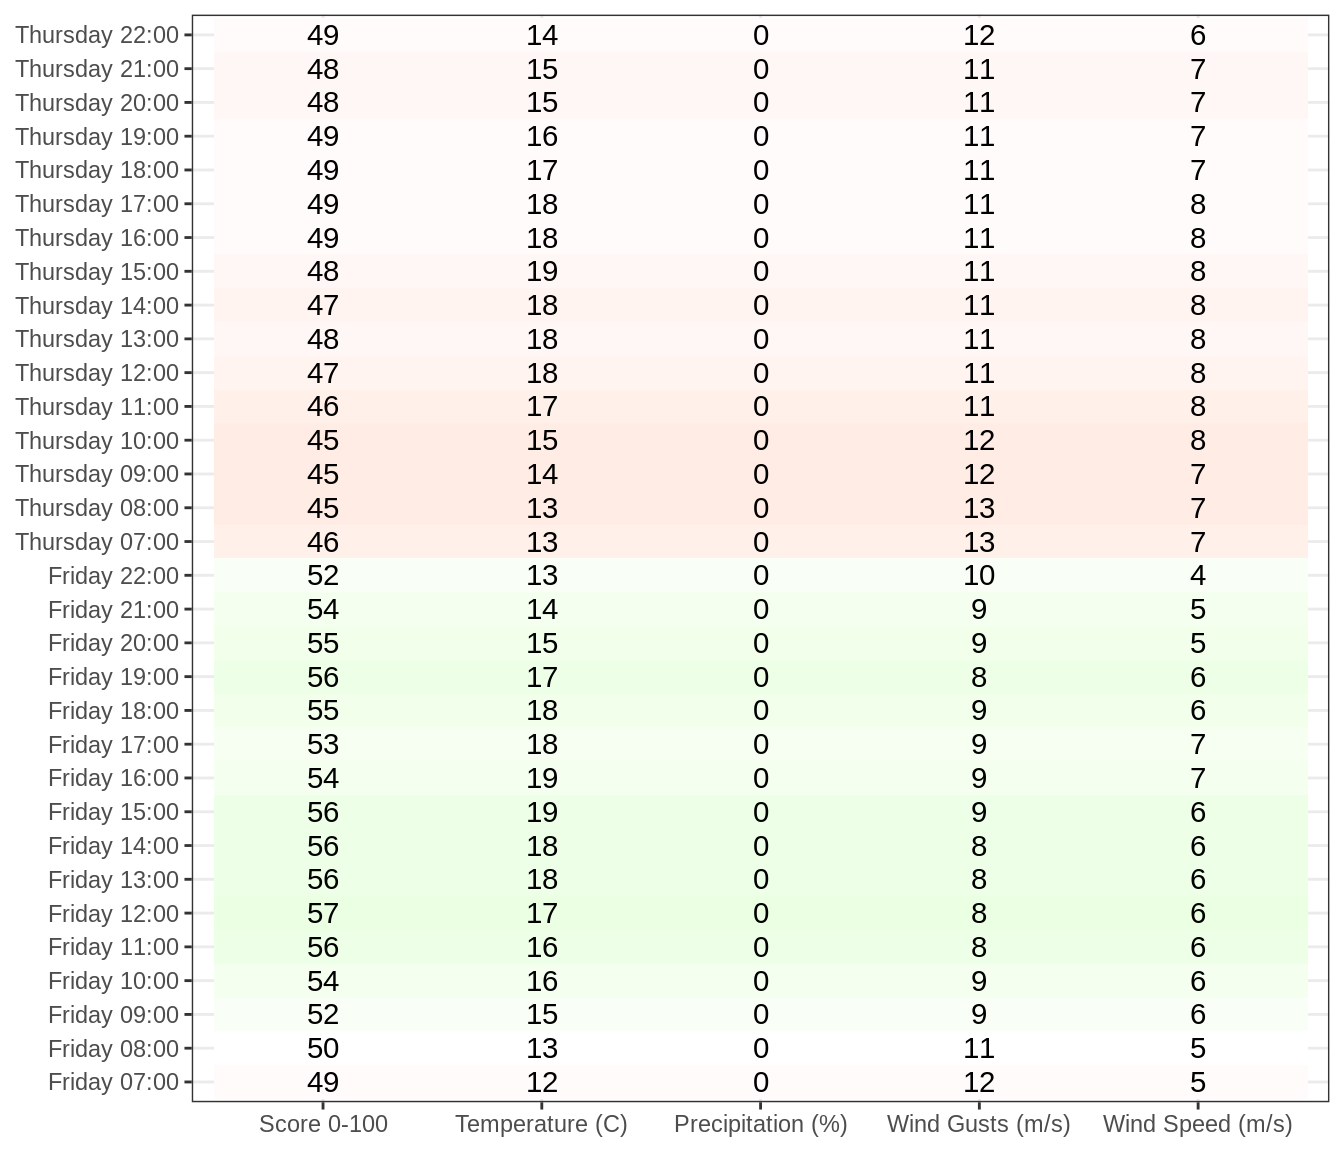 Thursday 22:00 49 14 0 12 6
Thursday 21:00 48 15 0 11 7
Thursday 20:00 48 15 0 11 7
Thursday 19:00 49 16 0 11 7
Thursday 18:00 49 17 0 11 7
Thursday 17:00 49 18 0 11 8
Thursday 16:00 49 18 0 11 8
Thursday 15:00 48 19 0 11 8
Thursday 14:00 47 18 0 11 8
Thursday 13:00 48 18 0 11 8
Thursday 12:00 47 18 0 11 8
Thursday 11:00 46 17 0 11 8
Thursday 10:00 45 15 0 12 8
Thursday 09:00 45 14 0 12 7
Thursday 08:00 45 13 0 13 7
Thursday 07:00 46 13 0 13 7
Friday 22:00 52 13 0 10 4
Friday 21:00 54 14 0 9 5
Friday 20:00 55 15 0 9 5
Friday 19:00 56 17 0 8 6
Friday 18:00 55 18 0 9 6
Friday 17:00 53 18 0 9 7
Friday 16:00 54 19 0 9 7
Friday 15:00 56 19 0 9 6
Friday 14:00 56 18 0 8 6
Friday 13:00 56 18 0 8 6
Friday 12:00 57 17 0 8 6
Friday 11:00 56 16 0 8 6
Friday 10:00 54 16 0 9 6
Friday 09:00 52 15 0 9 6
Friday 08:00 50 13 0 11 5
Friday 07:00 49 12 0 12 5
Score 0-100 Temperature (C) Precipitation (%) Wind Gusts (m/s) Wind Speed (m/s)